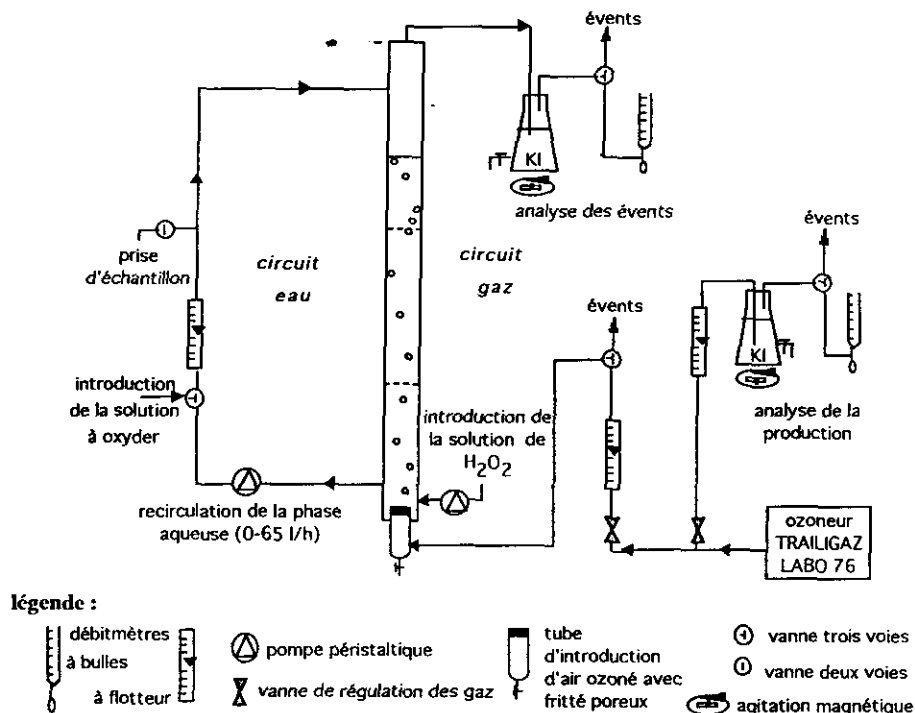 évents
KI
analyse des évents
évents
KI
analyse de la
production
prise
d'échantillon
circuit
eau
circuit
gaz
évents
introduction
de la solution
à oxyder
introduction de
la solution de
H₂O₂
recirculation de la phase
aqueuse (0-65 l/h)
ozoneur
TRAILIGAZ
LABO 76
légende :
débitmètres
à bulles
à flotteur
pompe péristaltique
vanne de régulation des gaz
tube
d'introduction
d'air ozoné avec
fritté poreux
vanne trois voies
vanne deux voies
agitation magnétique